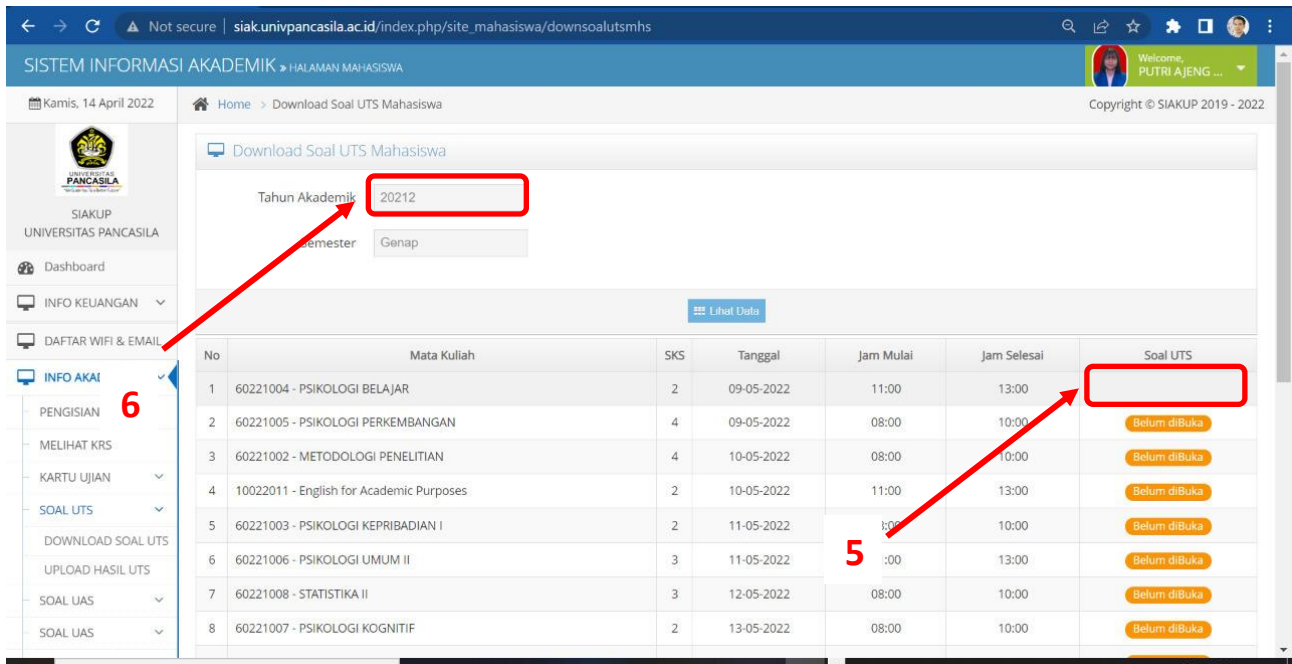 Not secure | siak.univpancasila.ac.id/index.php/site_mahasiswa/downsoalutsmhs
SISTEM INFORMASI AKADEMIK » HALAMAN MAHASISWA
Welcome,
PUTRI AJENG ...
Kamis, 14 April 2022
Home > Download Soal UTS Mahasiswa
Copyright © SIAKUP 2019 - 2022
UNIVERSITAS
PANCASILA
SIAKUP
UNIVERSITAS PANCASILA
Dashboard
INFO KEUANGAN
DAFTAR WIFI & EMAIL
INFO AKAI
6
PENGISIAN
MELIHAT KRS
KARTU UJIAN
SOAL UTS
DOWNLOAD SOAL UTS
UPLOAD HASIL UTS
SOAL UAS
SOAL UAS
Download Soal UTS Mahasiswa
Tahun Akademik 20212
Semester Genap
Lihat Data
No Mata Kuliah SKS Tanggal Jam Mulai Jam Selesai Soal UTS
1 60221004 - PSIKOLOGI BELAJAR 2 09-05-2022 11:00 13:00
2 60221005 - PSIKOLOGI PERKEMBANGAN 4 09-05-2022 08:00 10:00 Belum diBuka
3 60221002 - METODOLOGI PENELITIAN 4 10-05-2022 08:00 10:00 Belum diBuka
4 10022011 - English for Academic Purposes 2 10-05-2022 11:00 13:00 Belum diBuka
5 60221003 - PSIKOLOGI KEPRIBADIAN I 2 11-05-2022 :00 10:00 Belum diBuka
5
6 60221006 - PSIKOLOGI UMUM II 3 11-05-2022 :00 13:00 Belum diBuka
7 60221008 - STATISTIKA II 3 12-05-2022 08:00 10:00 Belum diBuka
8 60221007 - PSIKOLOGI KOGNITIF 2 13-05-2022 08:00 10:00 Belum diBuka